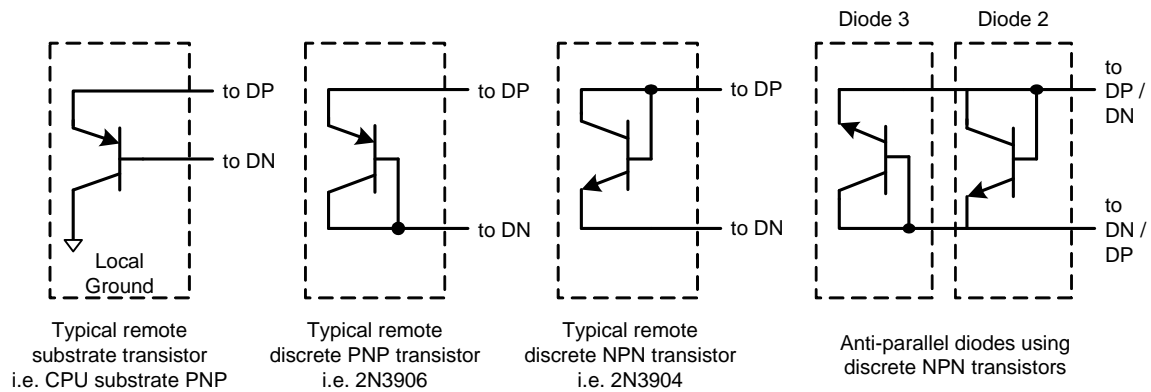 Diode 3
Diode 2
to DP
to DN
Local
Ground
Typical remote
substrate transistor
i.e. CPU substrate PNP
to DP
to DN
Typical remote
discrete PNP transistor
i.e. 2N3906
to DP
to DN
Typical remote
discrete NPN transistor
i.e. 2N3904
to
DP /
DN
to
DN /
DP
Anti-parallel diodes using
discrete NPN transistors